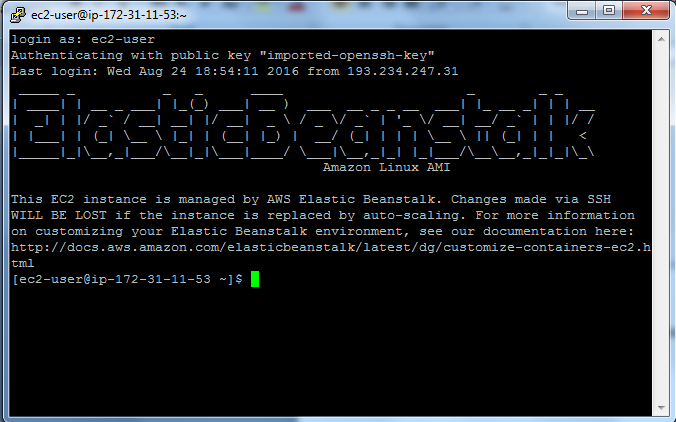 ec2-user@ip-172-31-11-53:~
login as: ec2-user
Authenticating with public key "imported-openssh-key"
Last login: Wed Aug 24 18:54:11 2016 from 193.234.247.31
ElasticBeanstalk
Amazon Linux AMI
This EC2 instance is managed by AWS Elastic Beanstalk. Changes made via SSH
WILL BE LOST if the instance is replaced by auto-scaling. For more information
on customizing your Elastic Beanstalk environment, see our documentation here:
http://docs.aws.amazon.com/elasticbeanstalk/latest/dg/customize-containers-ec2.h
tml
[ec2-user@ip-172-31-11-53 ~]$